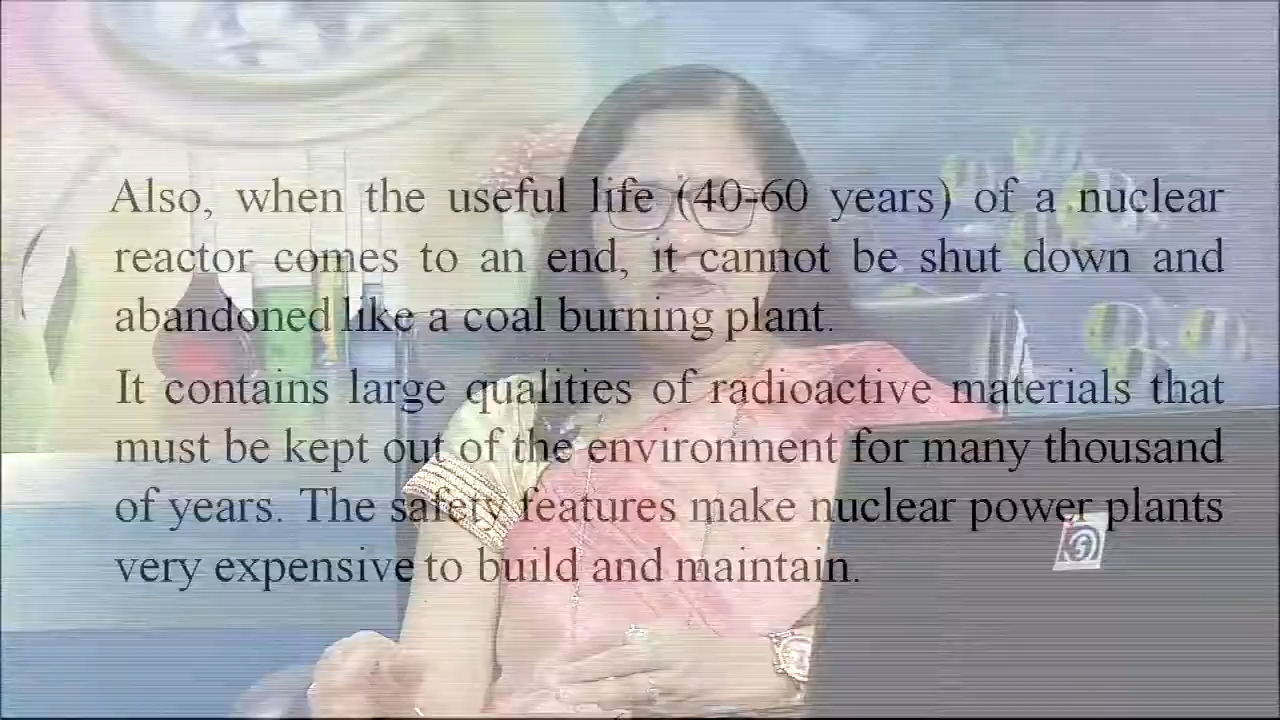 Also, when the useful life (40-60 years) of a nuclear
reactor comes to an end, it cannot be shut down and
abandoned like a coal burning plant.
It contains large qualities of radioactive materials that
must be kept out of the environment for many thousand
of years. The safety features make nuclear power plants
very expensive to build and maintain.